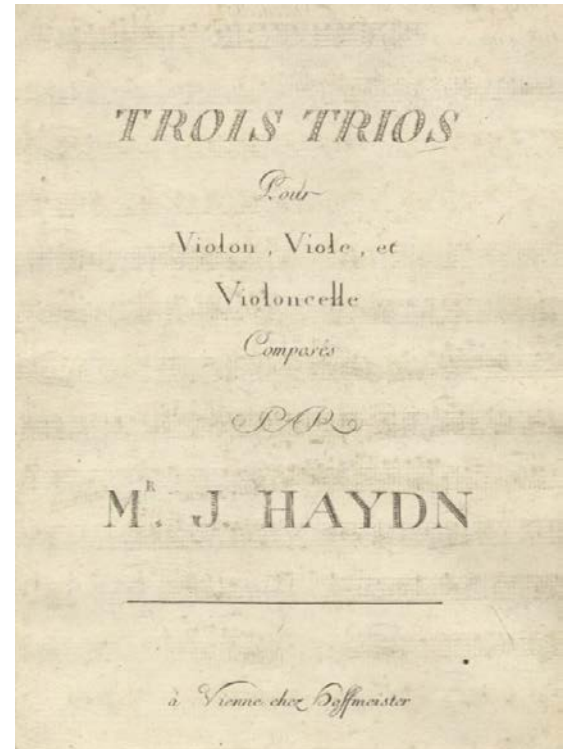 TROIS TRIOS
Pour
Violon, Viole, et
Violoncelle
Composés
PAR
MR. J. HAYDN
à Vienne chez Hoffmeister